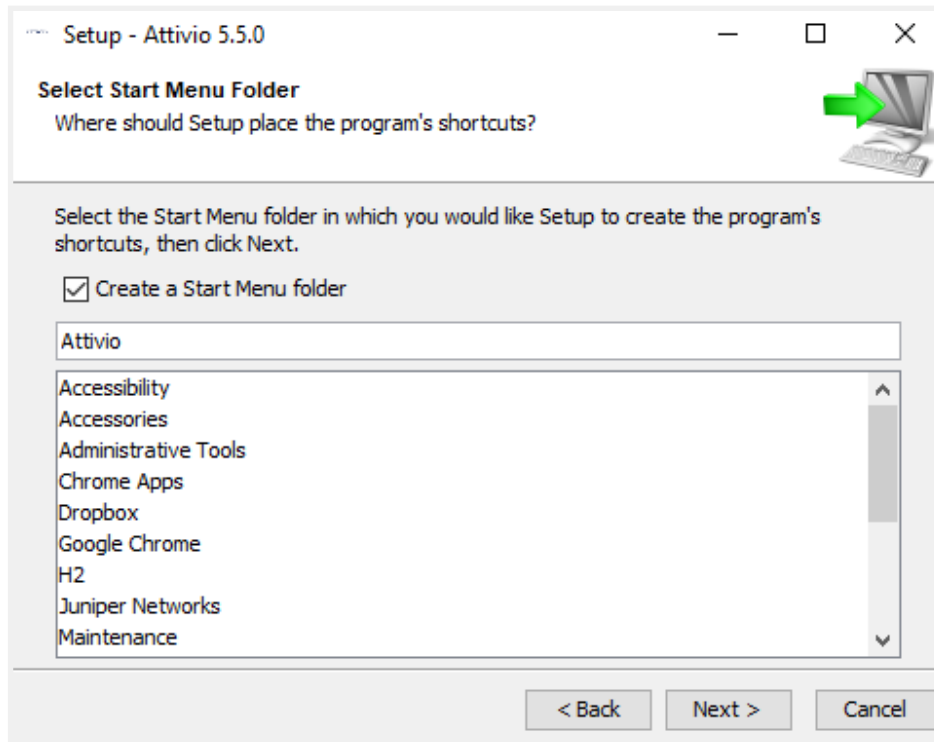 Setup - Attivio 5.5.0
Select Start Menu Folder
Where should Setup place the program's shortcuts?
Select the Start Menu folder in which you would like Setup to create the program's
shortcuts, then click Next.
Create a Start Menu folder
Attivio
Accessibility
Accessories
Administrative Tools
Chrome Apps
Dropbox
Google Chrome
H2
Juniper Networks
Maintenance
< Back Next > Cancel